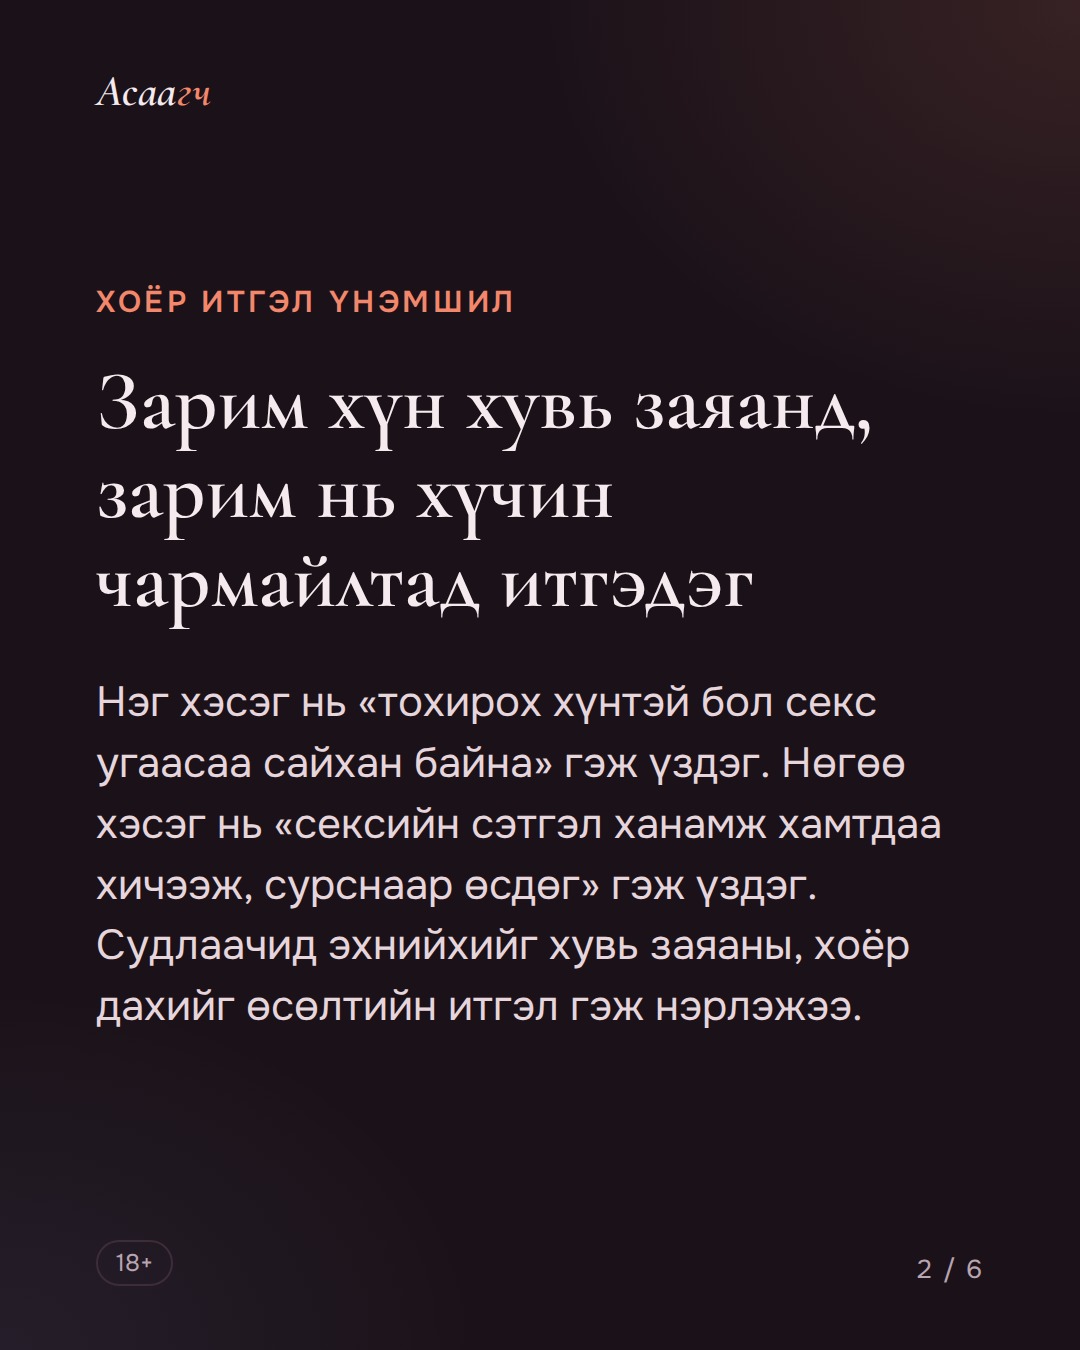 Асаагч
ХОЁР ИТГЭЛ ҮНЭМШИЛ
Зарим хүн хувь заяанд,
зарим нь хүчин
чармайлтад итгэдэг
Нэг хэсэг нь «тохирох хүнтэй бол секс
угаасаа сайхан байна» гэж үздэг. Нөгөө
хэсэг нь «сексийн сэтгэл ханамж хамтдаа
хичээж, сурснаар өсдөг» гэж үздэг.
Судлаачид эхнийхийг хувь заяаны, хоёр
дахийг өсөлтийн итгэл гэж нэрлэжээ.
18+
2 / 6